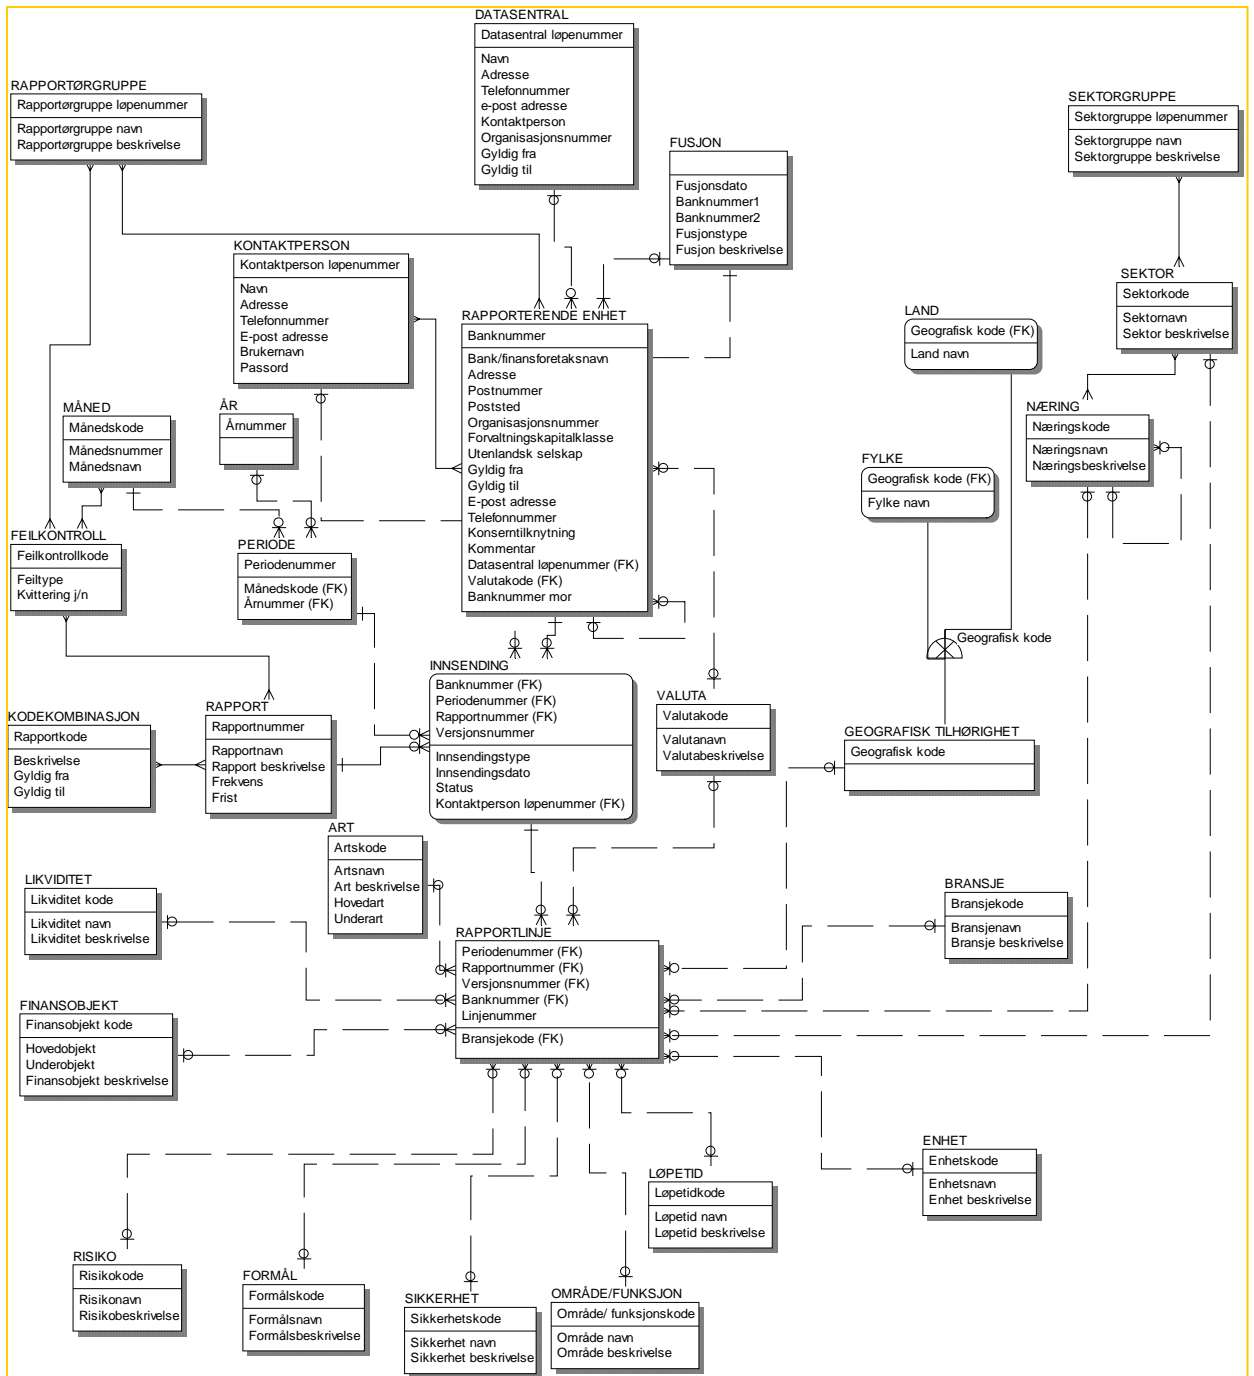 DATASENTRAL
Datasentral løpenummer
Navn
Adresse
Telefonnummer
e-post adresse
Kontaktperson
Organisasjonsnummer
Gyldig fra
Gyldig til
RAPPORTØRGRUPPE
Rapportørgruppe løpenummer
Rapportørgruppe navn
Rapportørgruppe beskrivelse
SEKTORGRUPPE
Sektorgruppe løpenummer
Sektorgruppe navn
Sektorgruppe beskrivelse
FUSJON
Fusjonsdato
Banknummer1
Banknummer2
Fusjonstype
Fusjon beskrivelse
KONTAKTPERSON
Kontaktperson løpenummer
Navn
Adresse
Telefonnummer
E-post adresse
Brukernavn
Passord
SEKTOR
Sektorkode
Sektornavn
Sektor beskrivelse
LAND
Geografisk kode (FK)
Land navn
RAPPORTERENDE ENHET
Banknummer
Bank/finansforetaksnavn
Adresse
Postnummer
Poststed
Organisasjonsnummer
Forvaltningskapitalklasse
Utenlandsk selskap
Gyldig fra
Gyldig til
E-post adresse
Telefonnummer
Konserntilknytning
Kommentar
Datasentral løpenummer (FK)
Valutakode (FK)
Banknummer mor
MÅNED
Månedskode
Månedsnummer
Månedsnavn
ÅR
Årnummer
NÆRING
Næringskode
Næringsnavn
Næringsbeskrivelse
FYLKE
Geografisk kode (FK)
Fylke navn
FEILKONTROLL
Feilkontrollkode
Feiltype
Kvittering j/n
PERIODE
Periodenummer
Månedskode (FK)
Årnummer (FK)
Geografisk kode
INNSENDING
Banknummer (FK)
Periodenummer (FK)
Rapportnummer (FK)
Versjonsnummer
Innsendingstype
Innsendingsdato
Status
Kontaktperson løpenummer (FK)
VALUTA
Valutakode
Valutanavn
Valutabeskrivelse
KODEKOMBINASJON
Rapportkode
Beskrivelse
Gyldig fra
Gyldig til
RAPPORT
Rapportnummer
Rapportnavn
Rapport beskrivelse
Frekvens
Frist
GEOGRAFISK TILHØRIGHET
Geografisk kode
ART
Artskode
Artsnavn
Art beskrivelse
Hovedart
Underart
LIKVIDITET
Likviditet kode
Likviditet navn
Likviditet beskrivelse
BRANSJE
Bransjekode
Bransjenavn
Bransje beskrivelse
RAPPORTLINJE
Periodenummer (FK)
Rapportnummer (FK)
Versjonsnummer (FK)
Banknummer (FK)
Linjenummer
Bransjekode (FK)
FINANSOBJEKT
Finansobjekt kode
Hovedobjekt
Underobjekt
Finansobjekt beskrivelse
ENHET
Enhetskode
Enhetsnavn
Enhet beskrivelse
LØPETID
Løpetidkode
Løpetid navn
Løpetid beskrivelse
RISIKO
Risikokode
Risikonavn
Risikobeskrivelse
FORMÅL
Formålskode
Formålsnavn
Formålsbeskrivelse
SIKKERHET
Sikkerhetskode
Sikkerhet navn
Sikkerhet beskrivelse
OMRÅDE/FUNKSJON
Område/ funksjonskode
Område navn
Område beskrivelse